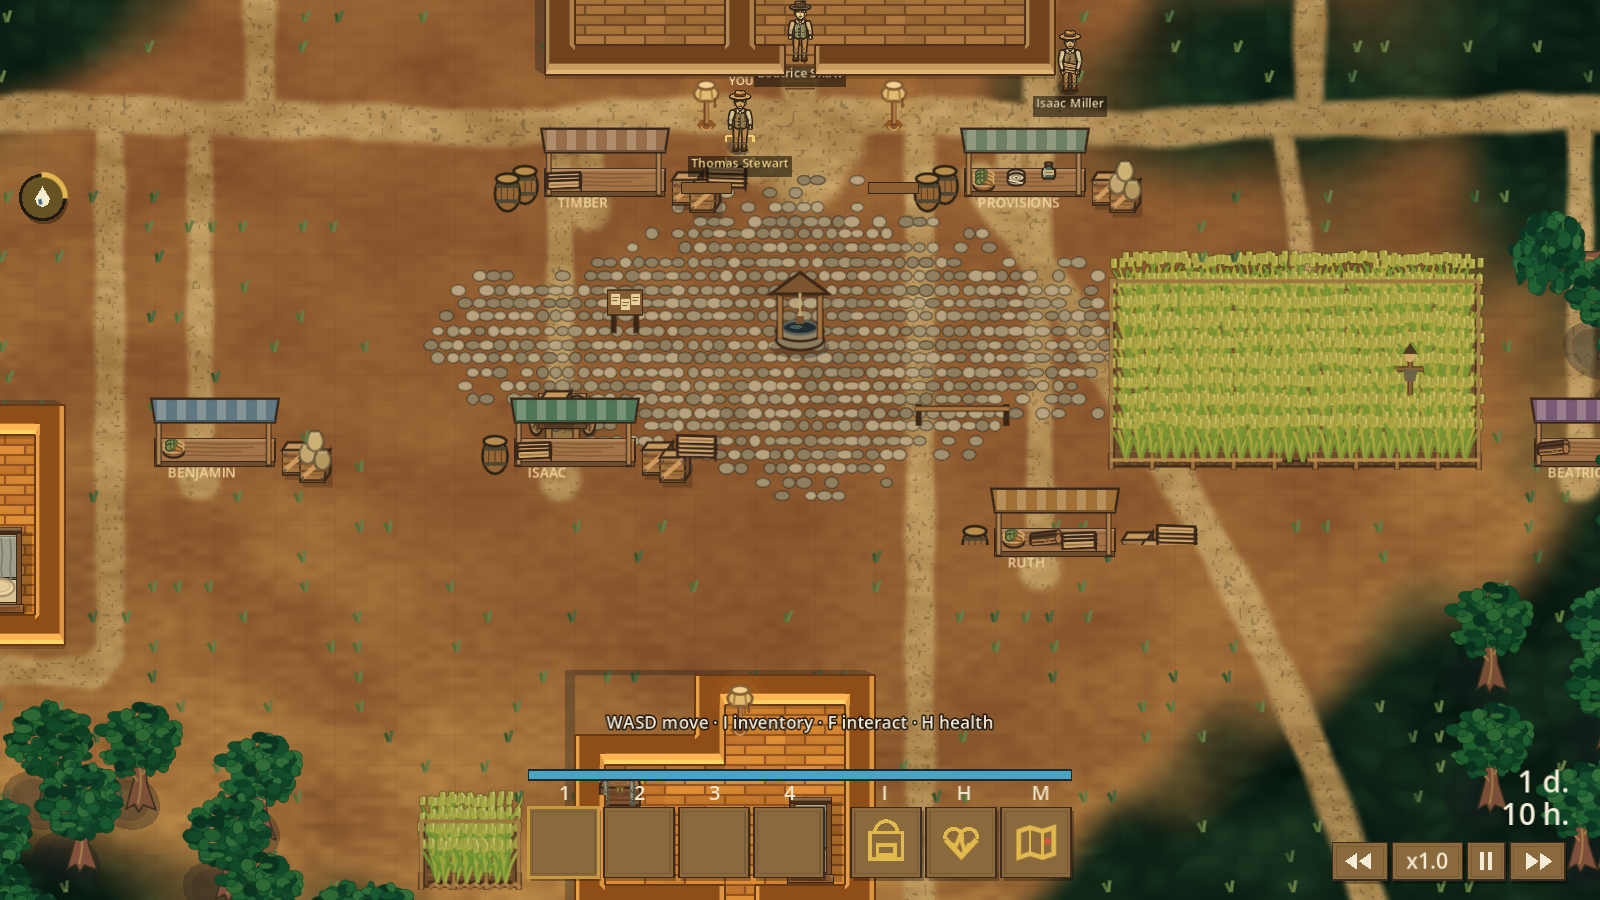 YOU
Isaac Miller
Thomas Stewart
TIMBER
PROVISIONS
BENJAMIN
ISAAC
RUTH
WASD move · I inventory · F interact · H health
1 2 3 4 I H M
1 d.
10 h.
x1.0